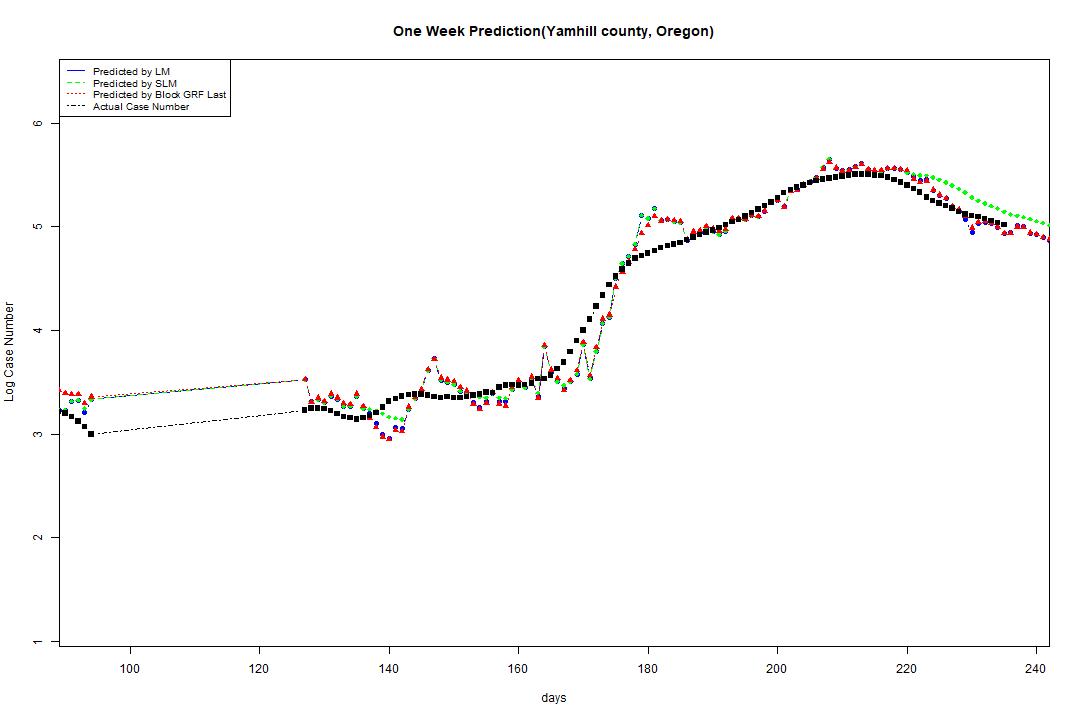 One Week Prediction(Yamhill county, Oregon)
Predicted by LM
Predicted by SLM
Predicted by Block GRF Last
Actual Case Number
Log Case Number
6
5
4
3
2
1
100 120 140 160 180 200 220 240
days